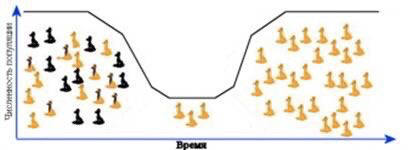 Численность популяции
Время